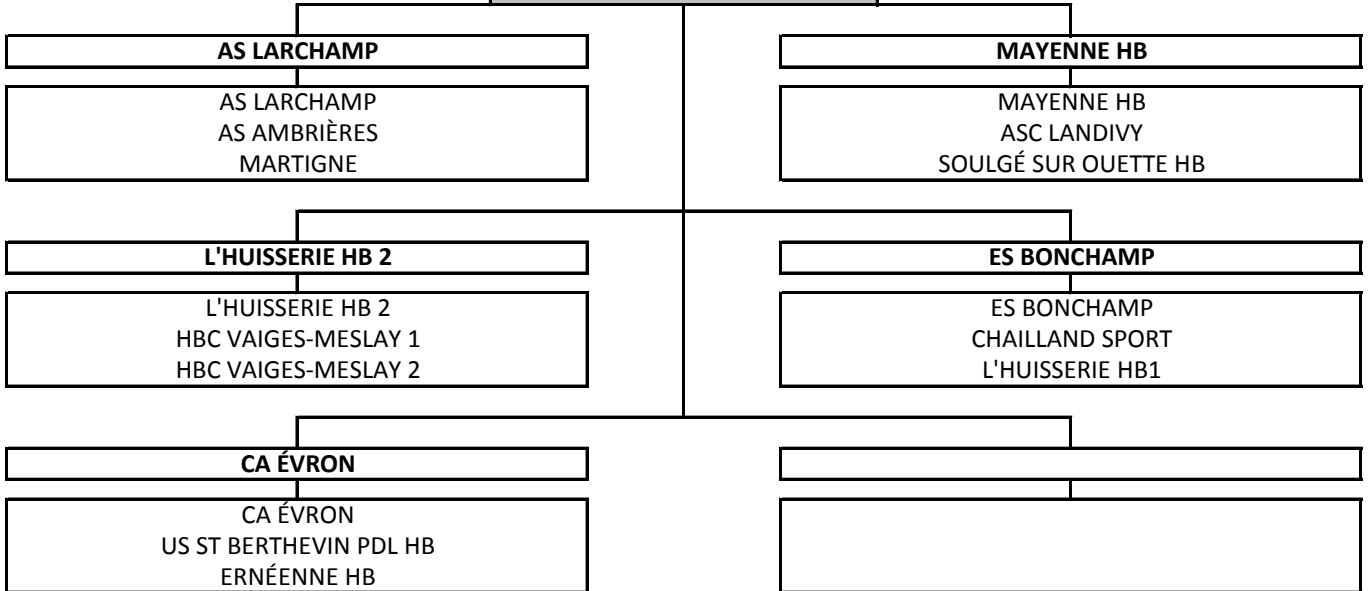 AS LARCHAMP
AS LARCHAMP
AS AMBRIÈRES
MARTIGNE
MAYENNE HB
MAYENNE HB
ASC LANDIVY
SOULGÉ SUR OUETTE HB
L'HUISSERIE HB 2
L'HUISSERIE HB 2
HBC VAIGES-MESLAY 1
HBC VAIGES-MESLAY 2
ES BONCHAMP
ES BONCHAMP
CHAILLAND SPORT
L'HUISSERIE HB1
CA ÉVRON
CA ÉVRON
US ST BERTHEVIN PDL HB
ERNÉENNE HB